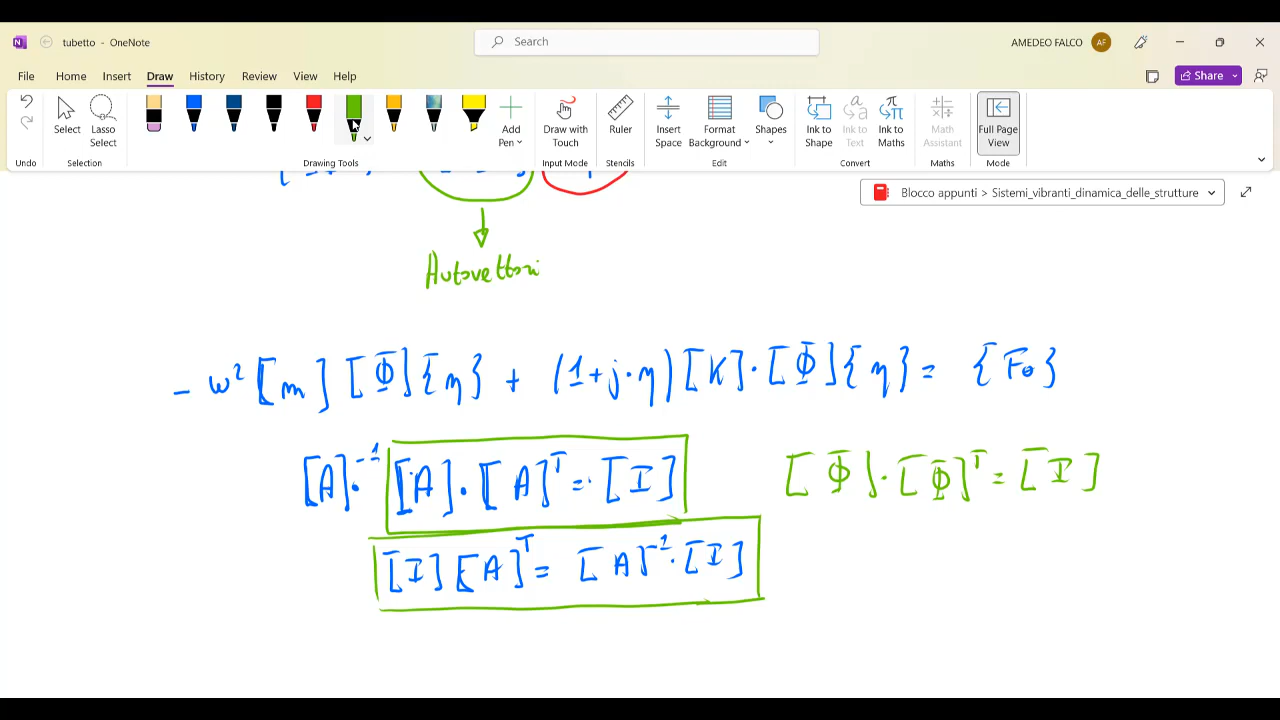 tubetto - OneNote
Search
AMEDEO FALCO AF
File Home Insert Draw History Review View Help
Share
Undo
Select
Lasso Select
Add Pen
Draw with Touch
Ruler
Insert Space
Format Background
Shapes
Ink to Shape
Ink to Text
Ink to Maths
Math Assistant
Full Page View
Selection Drawing Tools Input Mode Stencils Edit Convert Maths Mode
Blocco appunti > Sistemi_vibranti_dinamica_delle_strutture
Autovettori
- ω² [m] [Φ]{η} + (1+j·η)[K]·[Φ]{η} = {F₀}
[A]⁻¹· [A]·[A]ᵀ = [I]
[Φ]·[Φ]ᵀ = [I]
[I][A]ᵀ = [A]⁻¹·[I]